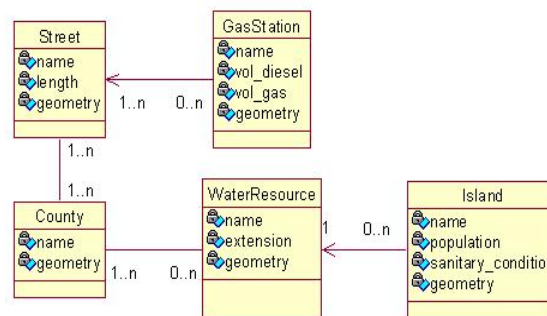 Street
name
length
geometry
GasStation
name
vol_diesel
vol_gas
geometry
1..n
0..n
1..n
1..n
County
name
geometry
1..n
0..n
WaterResource
name
extension
geometry
1
0..n
Island
name
population
sanitary_conditio
geometry